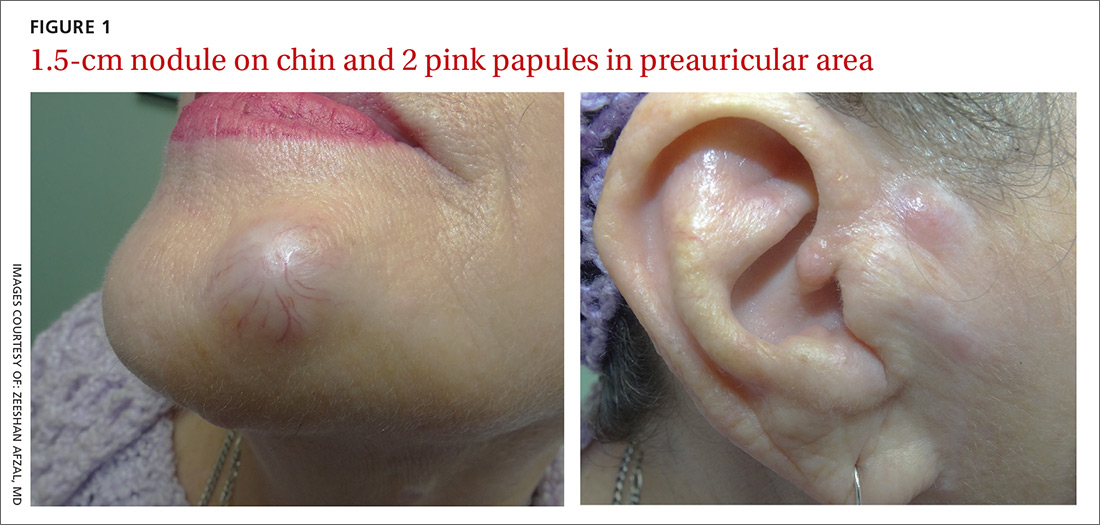 FIGURE 1
1.5-cm nodule on chin and 2 pink papules in preauricular area
IMAGES COURTESY OF: ZEESHAN AFZAL, MD